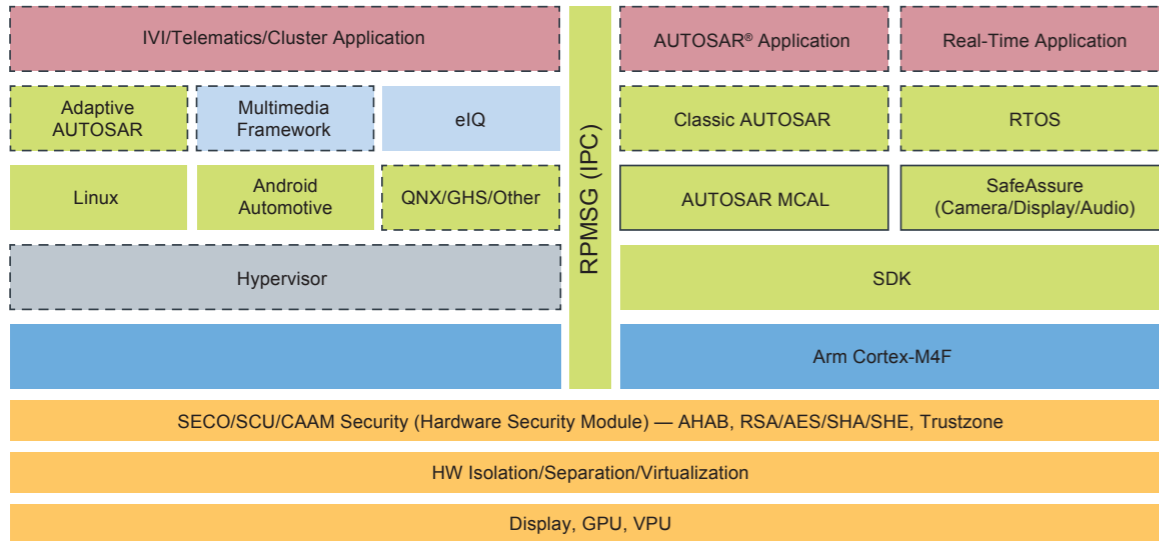 IVI/Telematics/Cluster Application
AUTOSAR® Application
Real-Time Application
Adaptive
AUTOSAR
Multimedia
Framework
eIQ
Classic AUTOSAR
RTOS
Linux
Android
Automotive
QNX/GHS/Other
RPMSG (IPC)
AUTOSAR MCAL
SafeAssure
(Camera/Display/Audio)
Hypervisor
SDK
Arm Cortex-M4F
SECO/SCU/CAAM Security (Hardware Security Module) — AHAB, RSA/AES/SHA/SHE, Trustzone
HW Isolation/Separation/Virtualization
Display, GPU, VPU